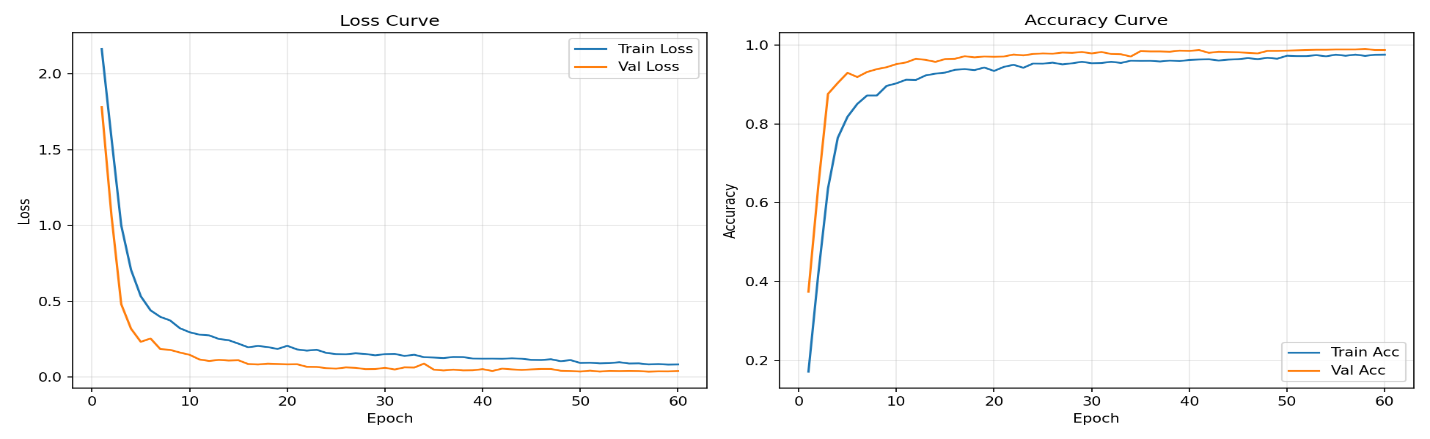 Loss Curve
Train Loss
Val Loss
2.0
1.5
1.0
0.5
0.0
Loss
0 10 20 30 40 50 60
Epoch
Accuracy Curve
1.0
0.8
0.6
0.4
0.2
Accuracy
Train Acc
Val Acc
0 10 20 30 40 50 60
Epoch